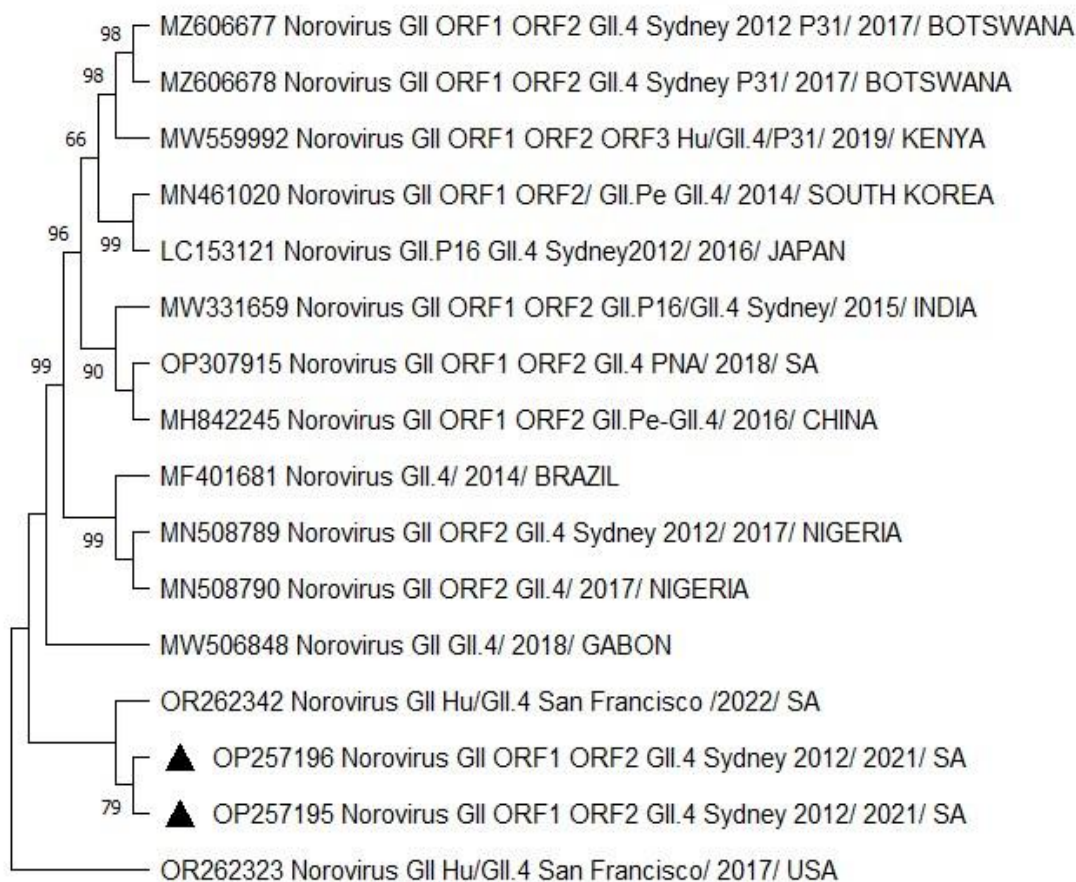 98
MZ606677 Norovirus GII ORF1 ORF2 GII.4 Sydney 2012 P31/ 2017/ BOTSWANA
98
MZ606678 Norovirus GII ORF1 ORF2 GII.4 Sydney P31/ 2017/ BOTSWANA
66
MW559992 Norovirus GII ORF1 ORF2 ORF3 Hu/GII.4/P31/ 2019/ KENYA
MN461020 Norovirus GII ORF1 ORF2/ GII.Pe GII.4/ 2014/ SOUTH KOREA
96
99
LC153121 Norovirus GII.P16 GII.4 Sydney2012/ 2016/ JAPAN
MW331659 Norovirus GII ORF1 ORF2 GII.P16/GII.4 Sydney/ 2015/ INDIA
99
90
OP307915 Norovirus GII ORF1 ORF2 GII.4 PNA/ 2018/ SA
MH842245 Norovirus GII ORF1 ORF2 GII.Pe-GII.4/ 2016/ CHINA
MF401681 Norovirus GII.4/ 2014/ BRAZIL
99
MN508789 Norovirus GII ORF2 GII.4 Sydney 2012/ 2017/ NIGERIA
MN508790 Norovirus GII ORF2 GII.4/ 2017/ NIGERIA
MW506848 Norovirus GII GII.4/ 2018/ GABON
OR262342 Norovirus GII Hu/GII.4 San Francisco /2022/ SA
OP257196 Norovirus GII ORF1 ORF2 GII.4 Sydney 2012/ 2021/ SA
79
OP257195 Norovirus GII ORF1 ORF2 GII.4 Sydney 2012/ 2021/ SA
OR262323 Norovirus GII Hu/GII.4 San Francisco/ 2017/ USA